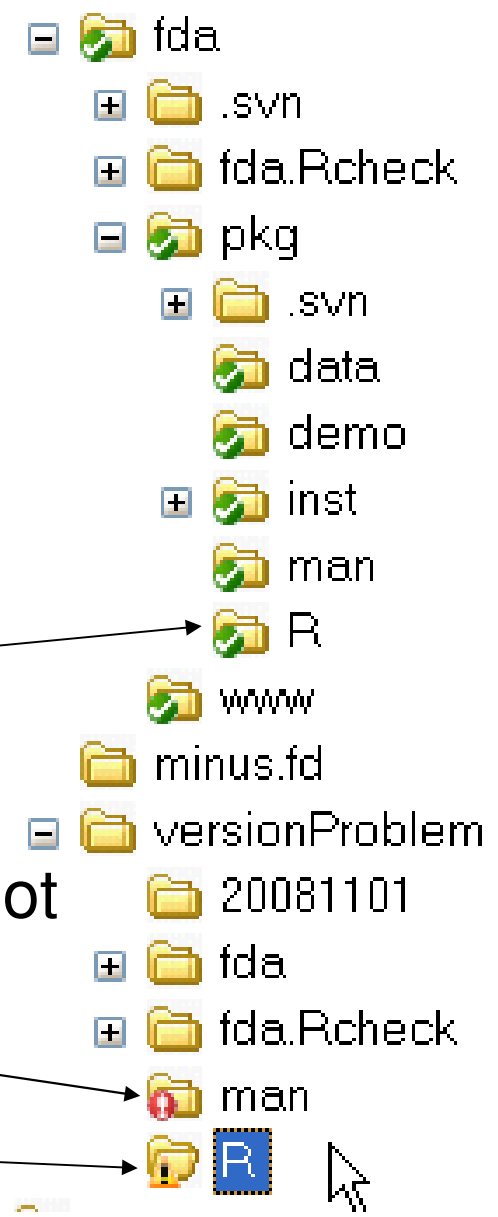 fda
.svn
fda.Rcheck
pkg
.svn
data
demo
inst
man
R
www
minus.fd
versionProblem
ot
20081101
fda
fda.Rcheck
man
R